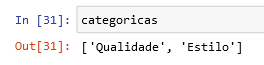 In [31]: categoricas
Out[31]: ['Qualidade', 'Estilo']